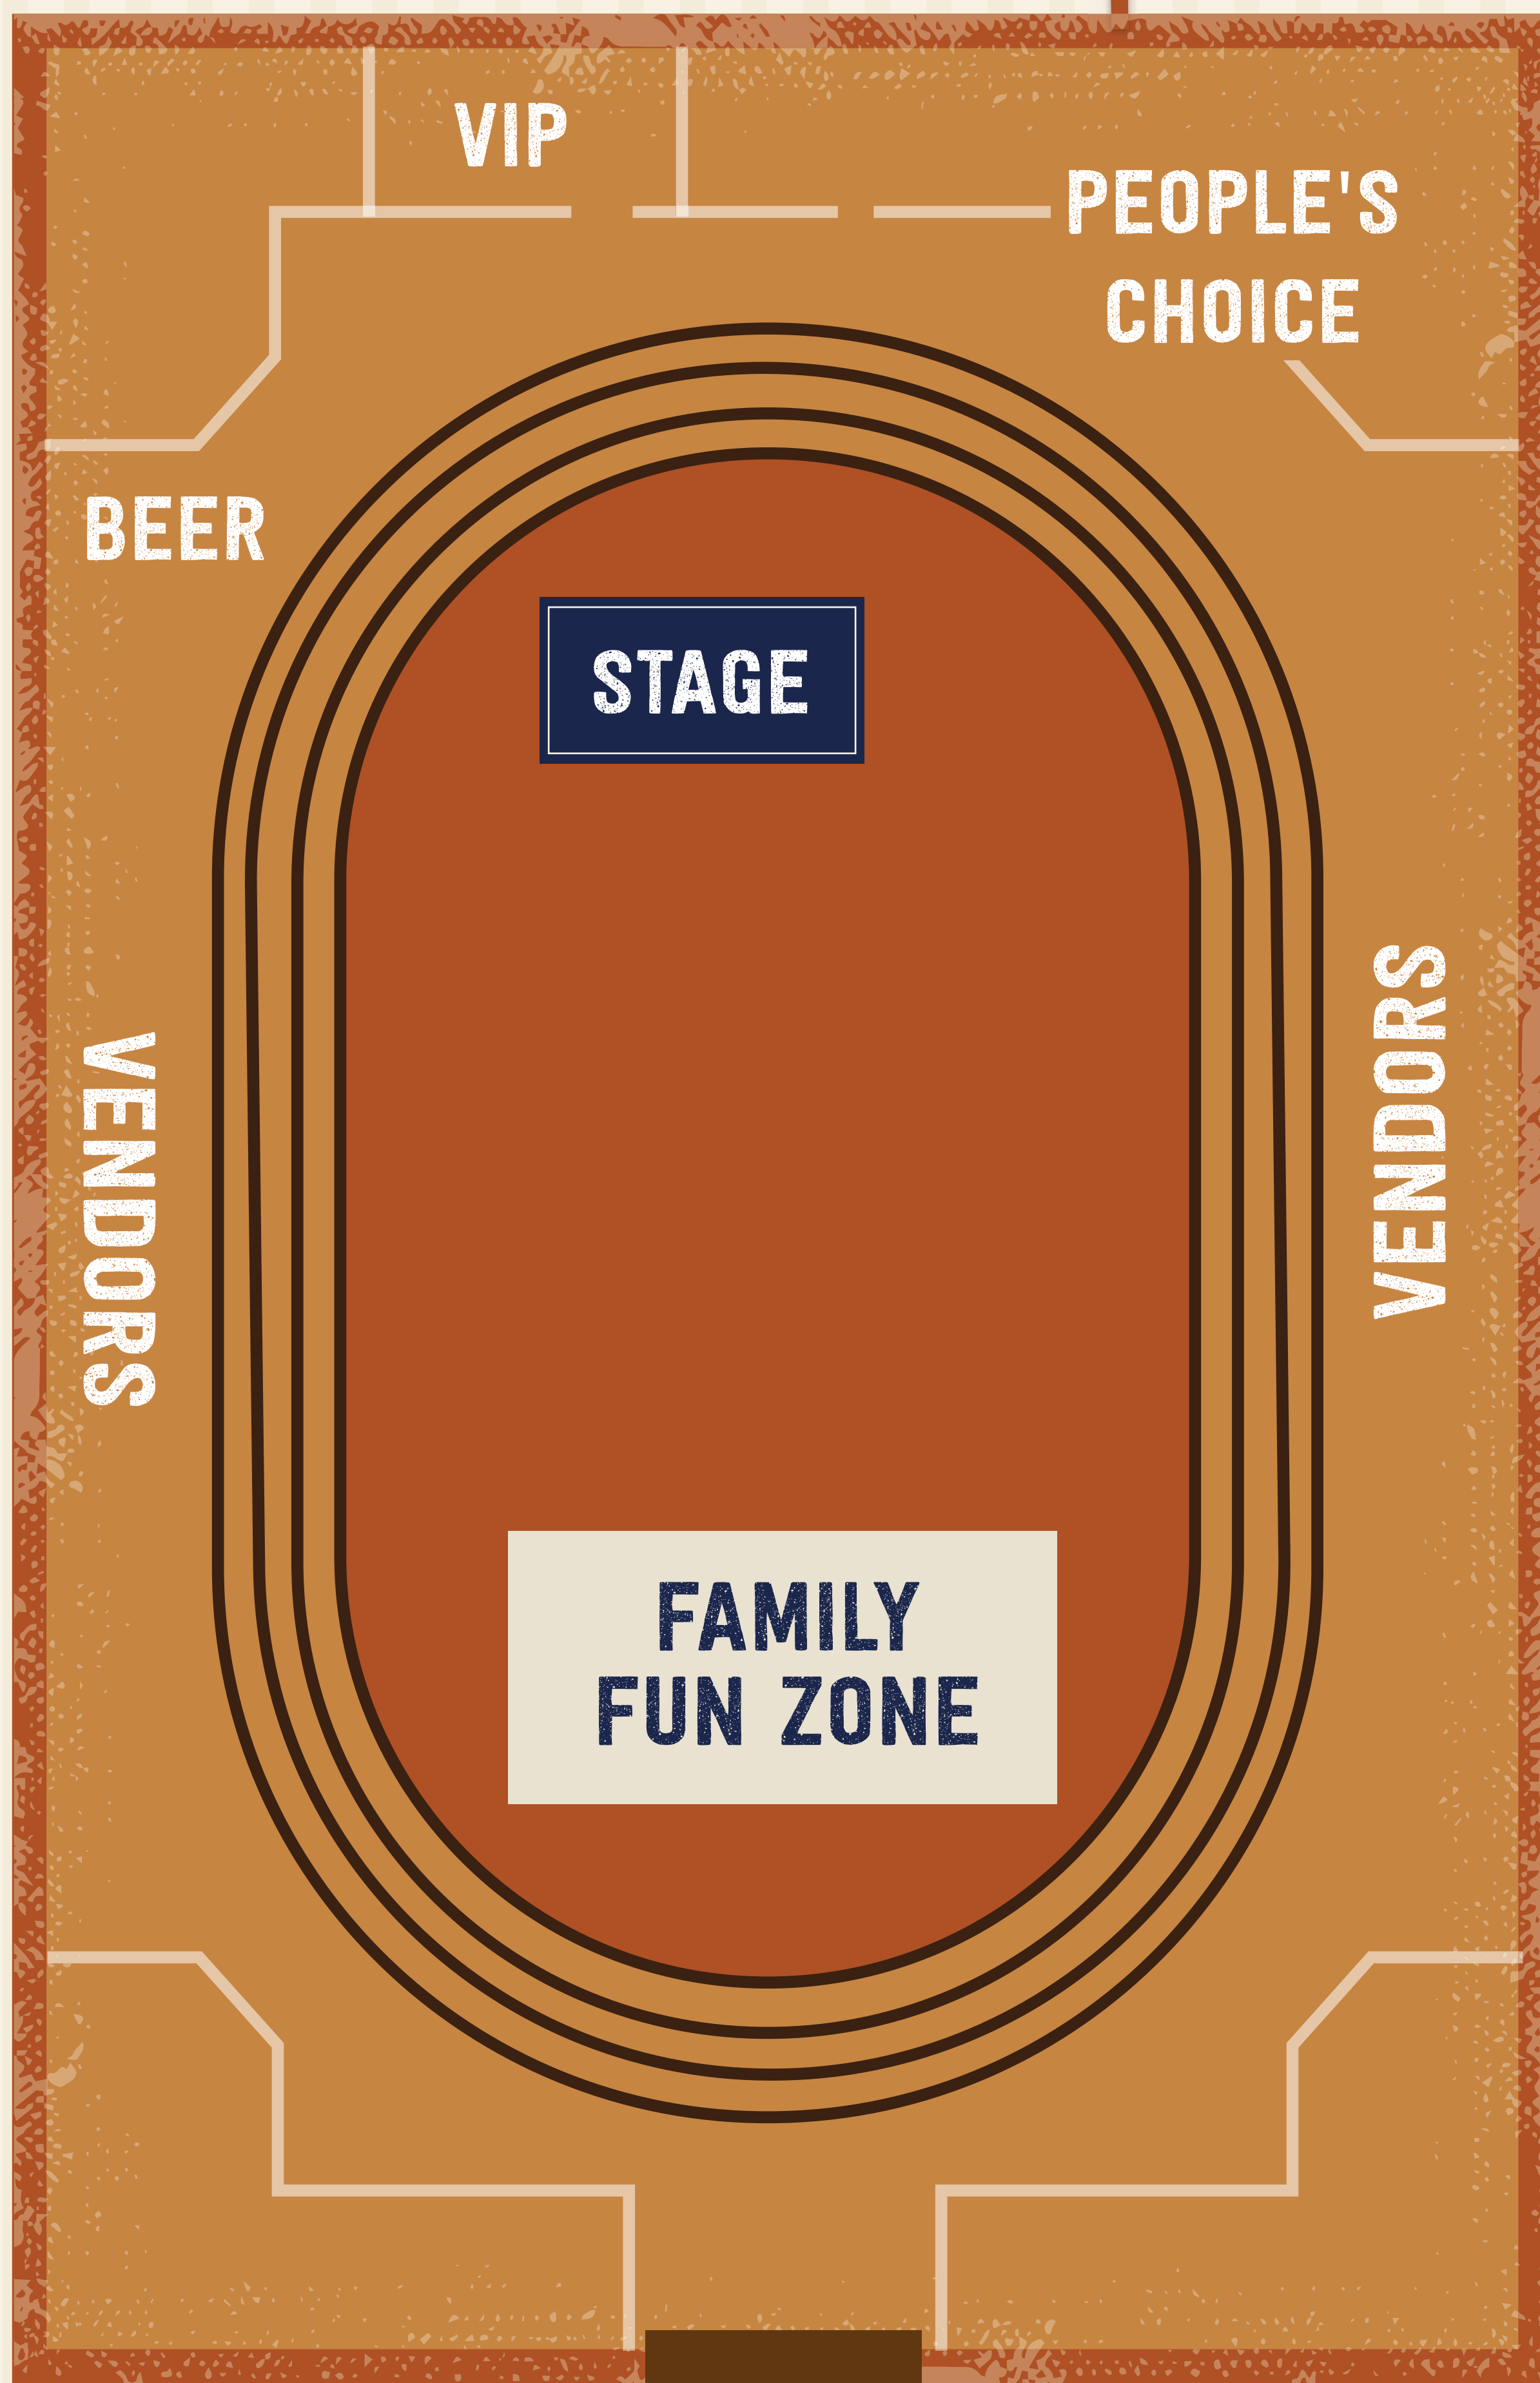 VIP
PEOPLE'S
CHOICE
BEER
STAGE
VENDORS
VENDORS
FAMILY
FUN ZONE